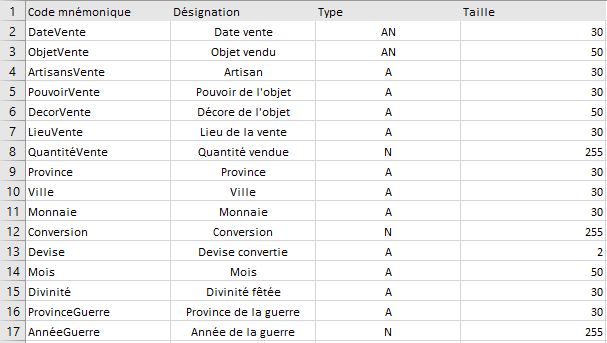 1 Code mnémonique Désignation Type Taille
2 DateVente Date vente AN 30
3 ObjetVente Objet vendu AN 50
4 ArtisansVente Artisan A 30
5 PouvoirVente Pouvoir de l'objet A 30
6 DecorVente Décore de l'objet A 50
7 LieuVente Lieu de la vente A 30
8 QuantitéVente Quantité vendue N 255
9 Province Province A 30
10 Ville Ville A 30
11 Monnaie Monnaie A 30
12 Conversion Conversion N 255
13 Devise Devise convertie A 2
14 Mois Mois A 50
15 Divinité Divinité fêtée A 30
16 ProvinceGuerre Province de la guerre A 30
17 AnnéeGuerre Année de la guerre N 255